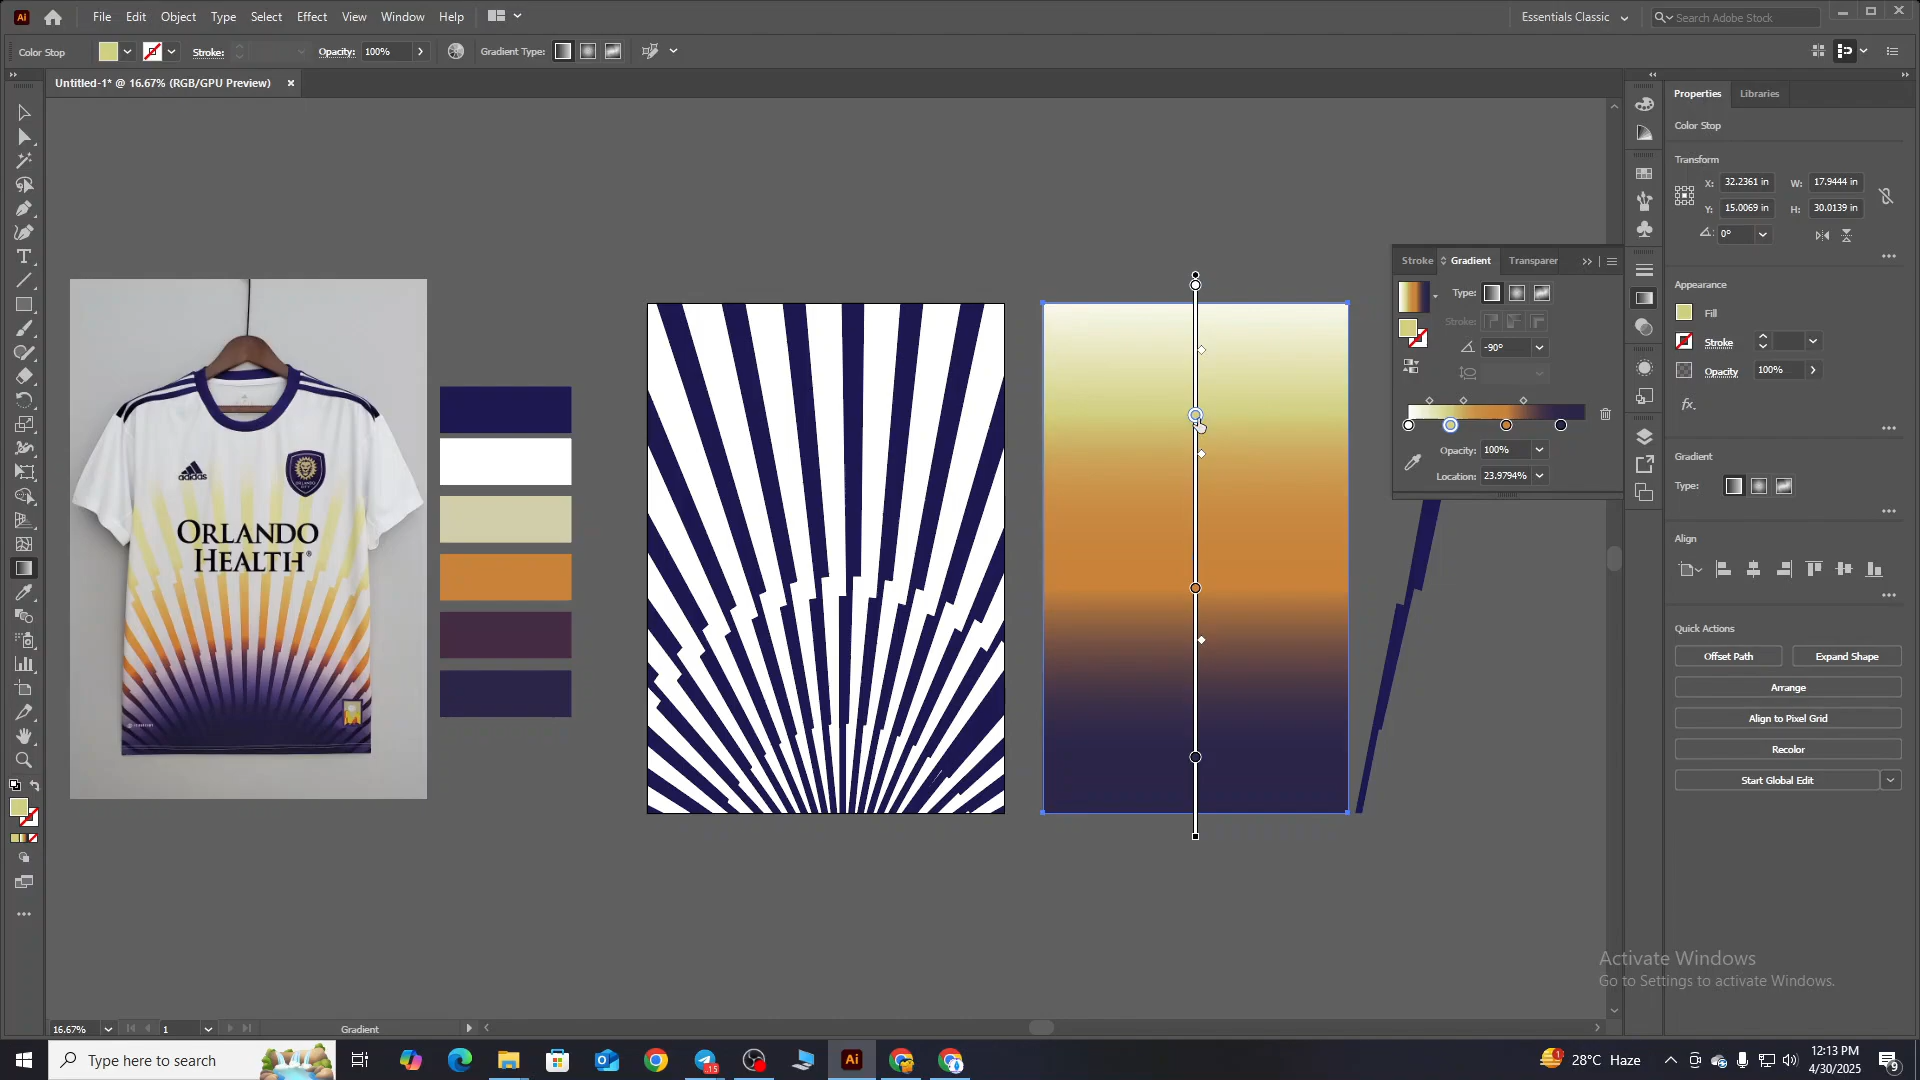 Ai File Edit Object Type Select Effect View Window Help Essentials Classic Search Adobe Stock
Color Stop Stroke: Opacity: 100% Gradient Type:
Untitled-1* @ 16.67% (RGB/GPU Preview)
Properties Libraries
Color Stop
Transform
X: 32.2361 in W: 17.9444 in
Y: 15.0069 in H: 30.0139 in
0°
Appearance
Fill
Stroke
Opacity 100%
fx.
Gradient
Type:
Align
Quick Actions
Offset Path Expand Shape
Arrange
Align to Pixel Grid
Recolor
Start Global Edit
Stroke Gradient Transparer
Type:
Stroke:
-90°
Opacity: 100%
Location: 23.9794%
adidas
ORLANDO
HEALTH®
Activate Windows
Go to Settings to activate Windows.
16.67% 1 Gradient
Type here to search
15
Ai
28°C Haze
12:13 PM
4/30/2025
9